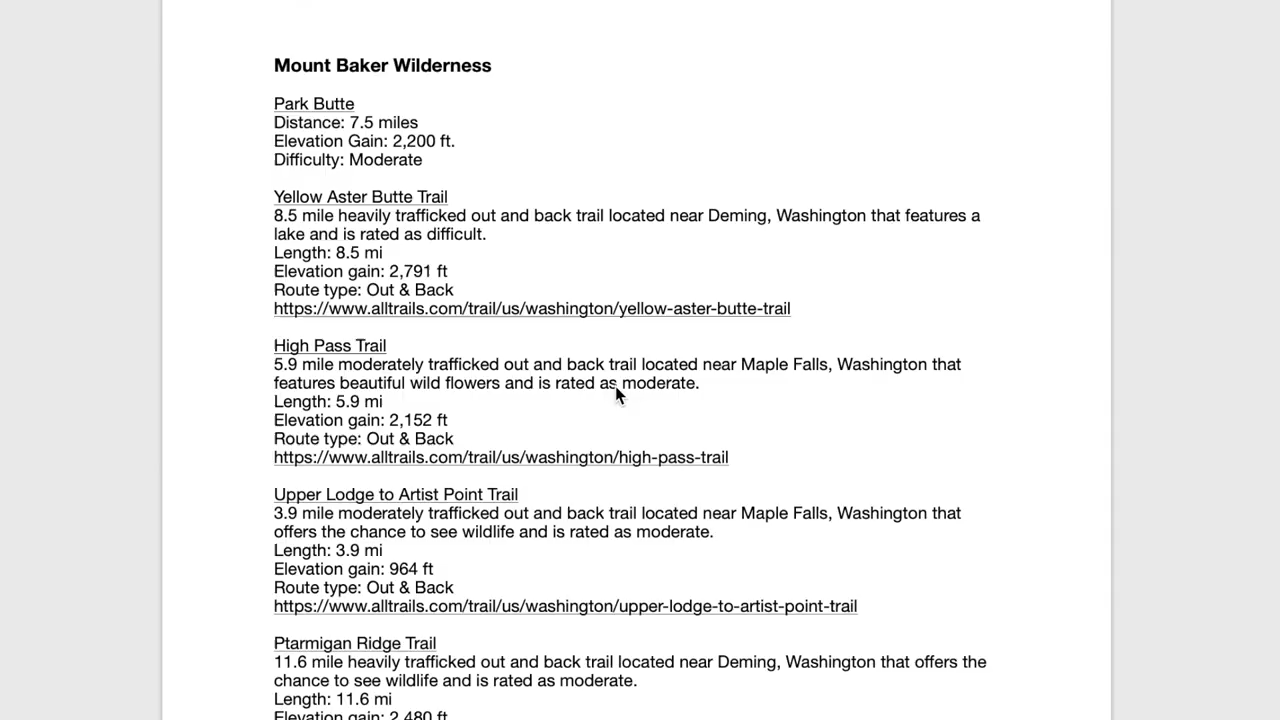 Mount Baker Wilderness
Park Butte
Distance: 7.5 miles
Elevation Gain: 2,200 ft.
Difficulty: Moderate
Yellow Aster Butte Trail
8.5 mile heavily trafficked out and back trail located near Deming, Washington that features a
lake and is rated as difficult.
Length: 8.5 mi
Elevation gain: 2,791 ft
Route type: Out & Back
https://www.alltrails.com/trail/us/washington/yellow-aster-butte-trail
High Pass Trail
5.9 mile moderately trafficked out and back trail located near Maple Falls, Washington that
features beautiful wild flowers and is rated as moderate.
Length: 5.9 mi
Elevation gain: 2,152 ft
Route type: Out & Back
https://www.alltrails.com/trail/us/washington/high-pass-trail
Upper Lodge to Artist Point Trail
3.9 mile moderately trafficked out and back trail located near Maple Falls, Washington that
offers the chance to see wildlife and is rated as moderate.
Length: 3.9 mi
Elevation gain: 964 ft
Route type: Out & Back
https://www.alltrails.com/trail/us/washington/upper-lodge-to-artist-point-trail
Ptarmigan Ridge Trail
11.6 mile heavily trafficked out and back trail located near Deming, Washington that offers the
chance to see wildlife and is rated as moderate.
Length: 11.6 mi
Elevation gain: 2,480 ft